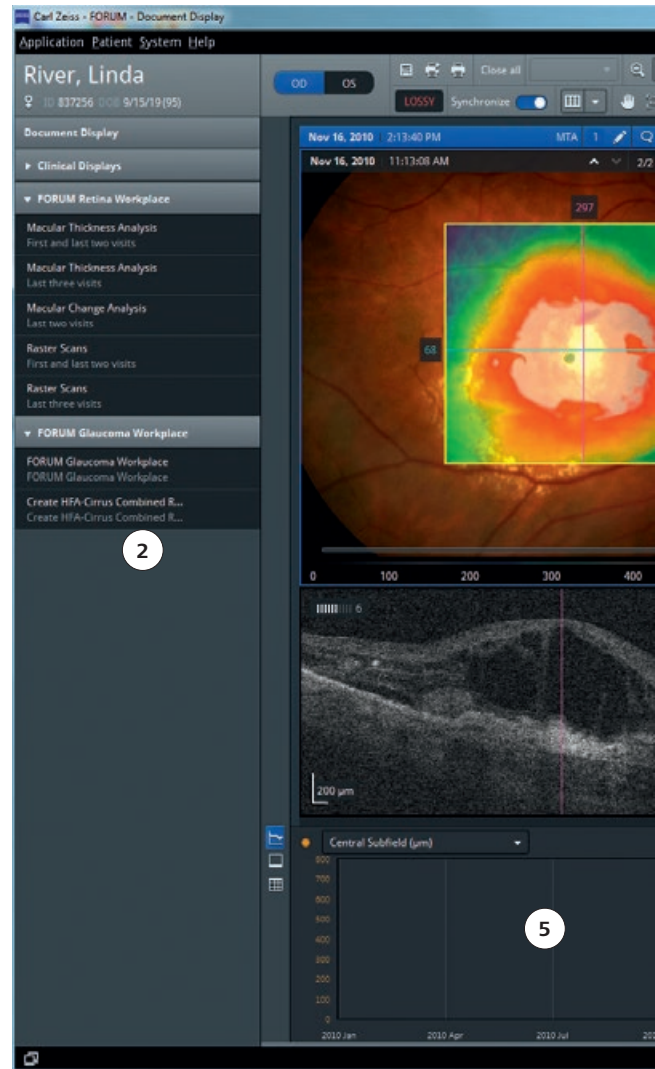 Carl Zeiss - FORUM - Document Display
Application Patient System Help
River, Linda
ID 837256 DOB 9/15/19(95)
OD OS
Close all
LOSSY Synchronize
Document Display
Clinical Displays
FORUM Retina Workplace
Macular Thickness Analysis
First and last two visits
Macular Thickness Analysis
Last three visits
Macular Change Analysis
Last two visits
Raster Scans
First and last two visits
Raster Scans
Last three visits
FORUM Glaucoma Workplace
FORUM Glaucoma Workplace
FORUM Glaucoma Workplace
Create HFA-Cirrus Combined R...
Create HFA-Cirrus Combined R...
2
Nov 16, 2010 2:13:40 PM MTA 1
Nov 16, 2010 11:13:08 AM 2/2
297
68
0 100 200 300 400
6
200 µm
Central Subfield (µm)
800
700
600
500
400
300
200
100
0
5
2010 Jan 2010 Apr 2010 Jul